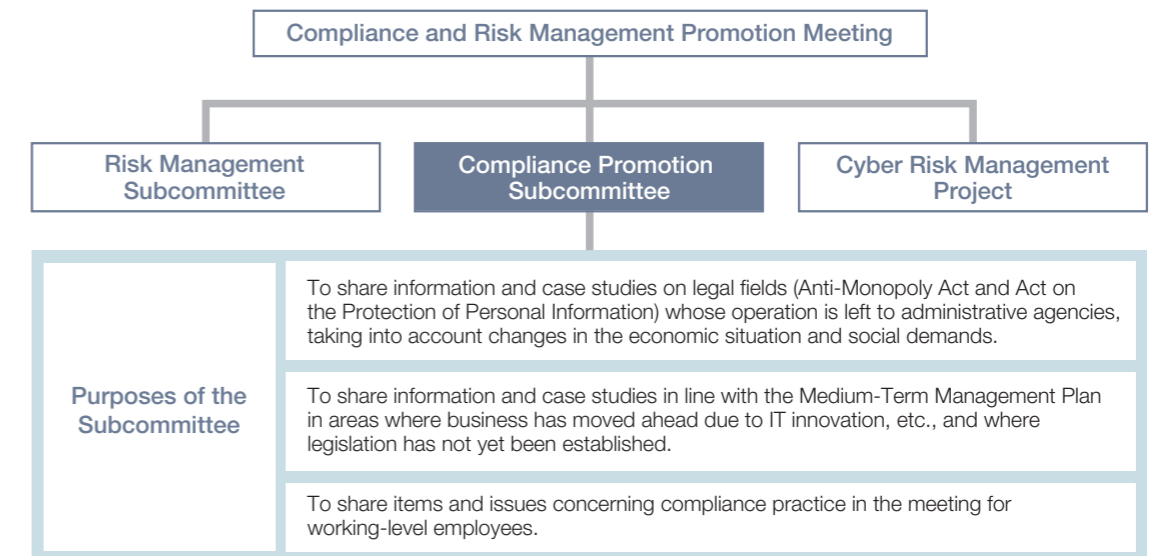 Compliance and Risk Management Promotion Meeting
Risk Management
Subcommittee
Compliance Promotion
Subcommittee
Cyber Risk Management
Project
Purposes of the
Subcommittee
To share information and case studies on legal fields (Anti-Monopoly Act and Act on
the Protection of Personal Information) whose operation is left to administrative agencies,
taking into account changes in the economic situation and social demands.
To share information and case studies in line with the Medium-Term Management Plan
in areas where business has moved ahead due to IT innovation, etc., and where
legislation has not yet been established.
To share items and issues concerning compliance practice in the meeting for
working-level employees.